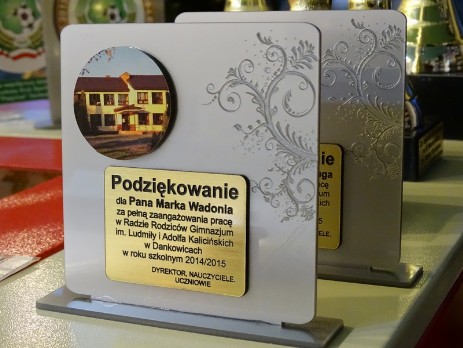 Podziękowanie
dla Pana Marka Wadonia
za pełną zaangażowania pracę
w Radzie Rodziców Gimnazjum
im. Ludmiły i Adolfa Kalicińskich
w Dankowicach
w roku szkolnym 2014/2015
DYREKTOR, NAUCZYCIELE.
UCZNIOWIE